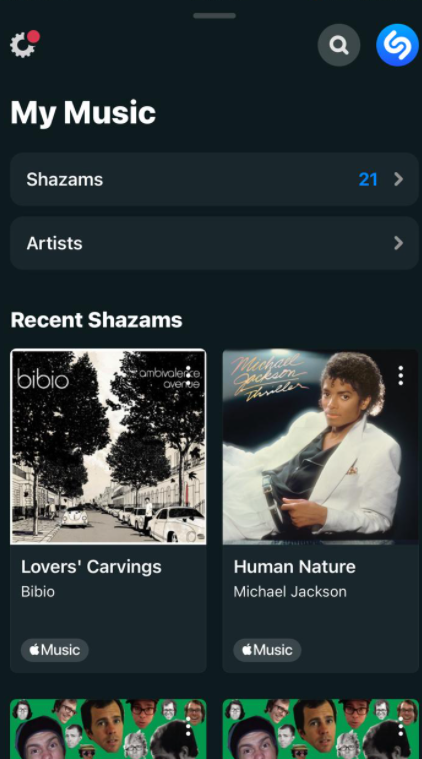 My Music
Shazams 21
Artists
Recent Shazams
bibio
ambivalence
avenue
Michael
Jackson
Thriller
Lovers' Carvings
Bibio
Music
Human Nature
Michael Jackson
Music